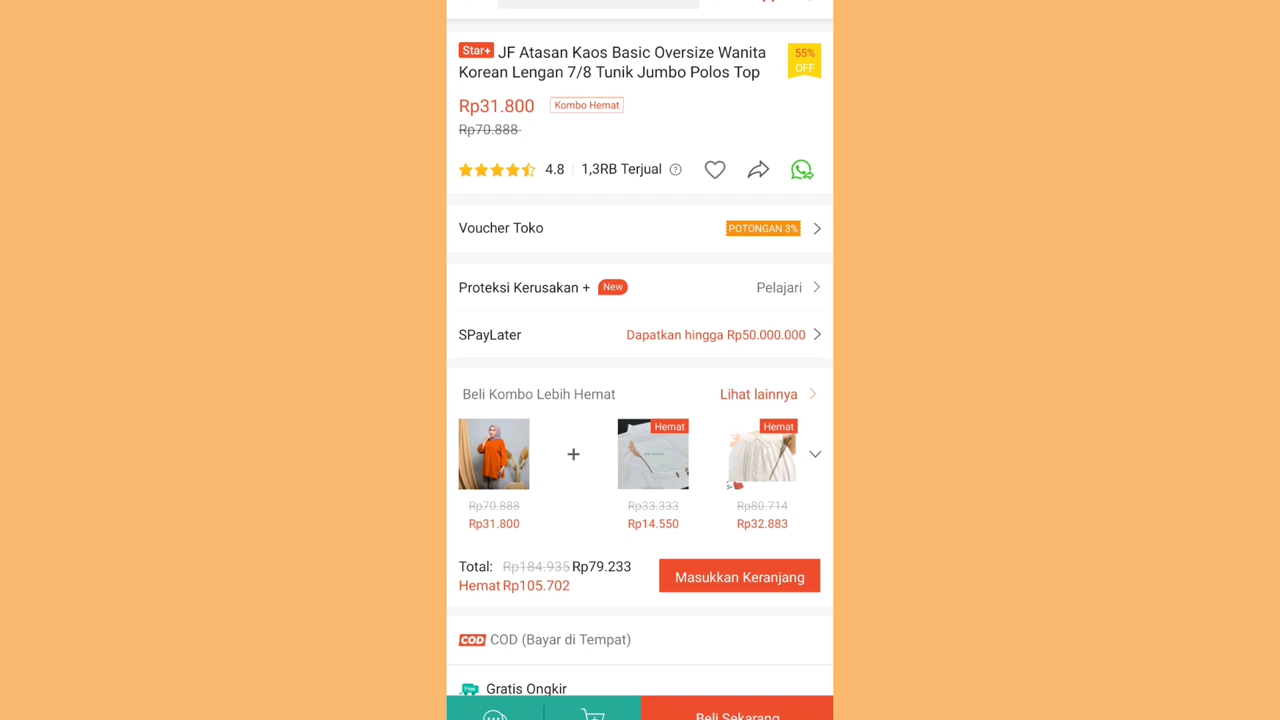 Star+ JF Atasan Kaos Basic Oversize Wanita
Korean Lengan 7/8 Tunik Jumbo Polos Top
55%
OFF
Rp31.800 Kombo Hemat
Rp70.888
4.8 1,3RB Terjual ?
Voucher Toko POTONGAN 3%
Proteksi Kerusakan + New Pelajari
SPayLater Dapatkan hingga Rp50.000.000
Beli Kombo Lebih Hemat Lihat lainnya
+ Hemat Hemat
Rp70.888 Rp33.333 Rp80.714
Rp31.800 Rp14.550 Rp32.883
Total: Rp184.935 Rp79.233
Hemat Rp105.702
Masukkan Keranjang
COD COD (Bayar di Tempat)
Free Gratis Ongkir
Beli Sekarang